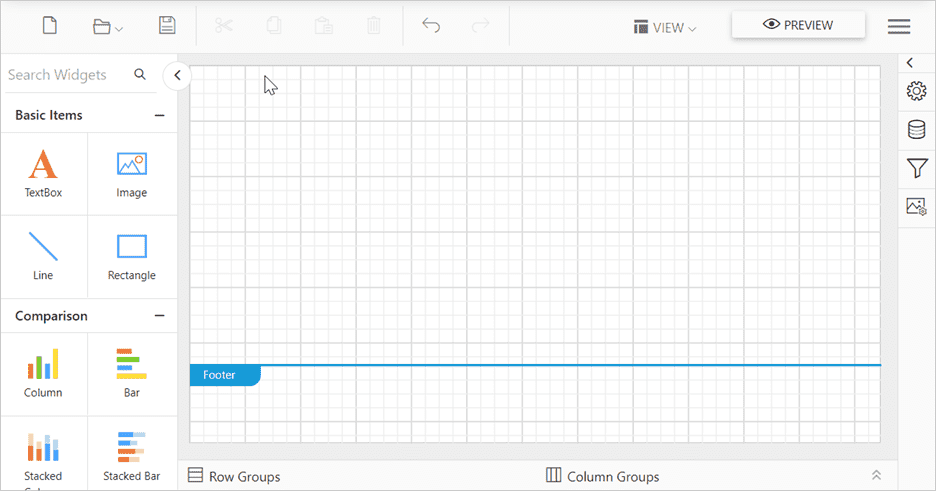 VIEW
PREVIEW
Search Widgets
Basic Items
TextBox
Image
Line
Rectangle
Comparison
Column
Bar
Stacked
Stacked Bar
Footer
Row Groups
Column Groups